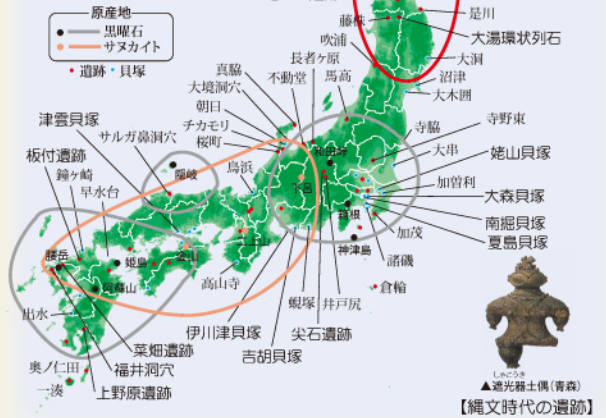 原産地
黒曜石
サヌカイト
遺跡
貝塚
藤株
是川
大湯環状列石
吹浦
大洞
沼津
大木囲
長者ヶ原
真脇
不動堂
馬高
大境洞穴
朝日
チカモリ
桜町
津雲貝塚
サルガ鼻洞穴
板付遺跡
鐘ヶ崎
早水台
隠岐
鳥浜
和田峠
下呂
寺脇
寺野東
大串
姥山貝塚
加曽利
大森貝塚
箱根
南堀貝塚
加茂
夏島貝塚
神津島
諸磯
倉輪
腰岳
姫島
阿蘇山
金山
二上山
高山寺
出水
蜆塚
井戸尻
伊川津貝塚
尖石遺跡
吉胡貝塚
菜畑遺跡
福井洞穴
奥ノ仁田
一湊
上野原遺跡
しゃこうき
▲遮光器土偶(青森)
【縄文時代の遺跡】